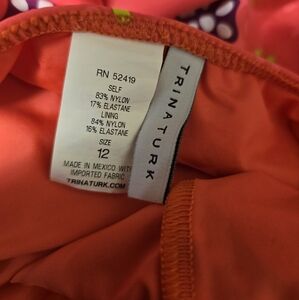 RN 52419
SELF
83% NYLON
17% ELASTANE
LINING
84% NYLON
16% ELASTANE
SIZE
12
MADE IN MEXICO WITH
IMPORTED FABRIC
TRINATURK.COM
TRINATURK